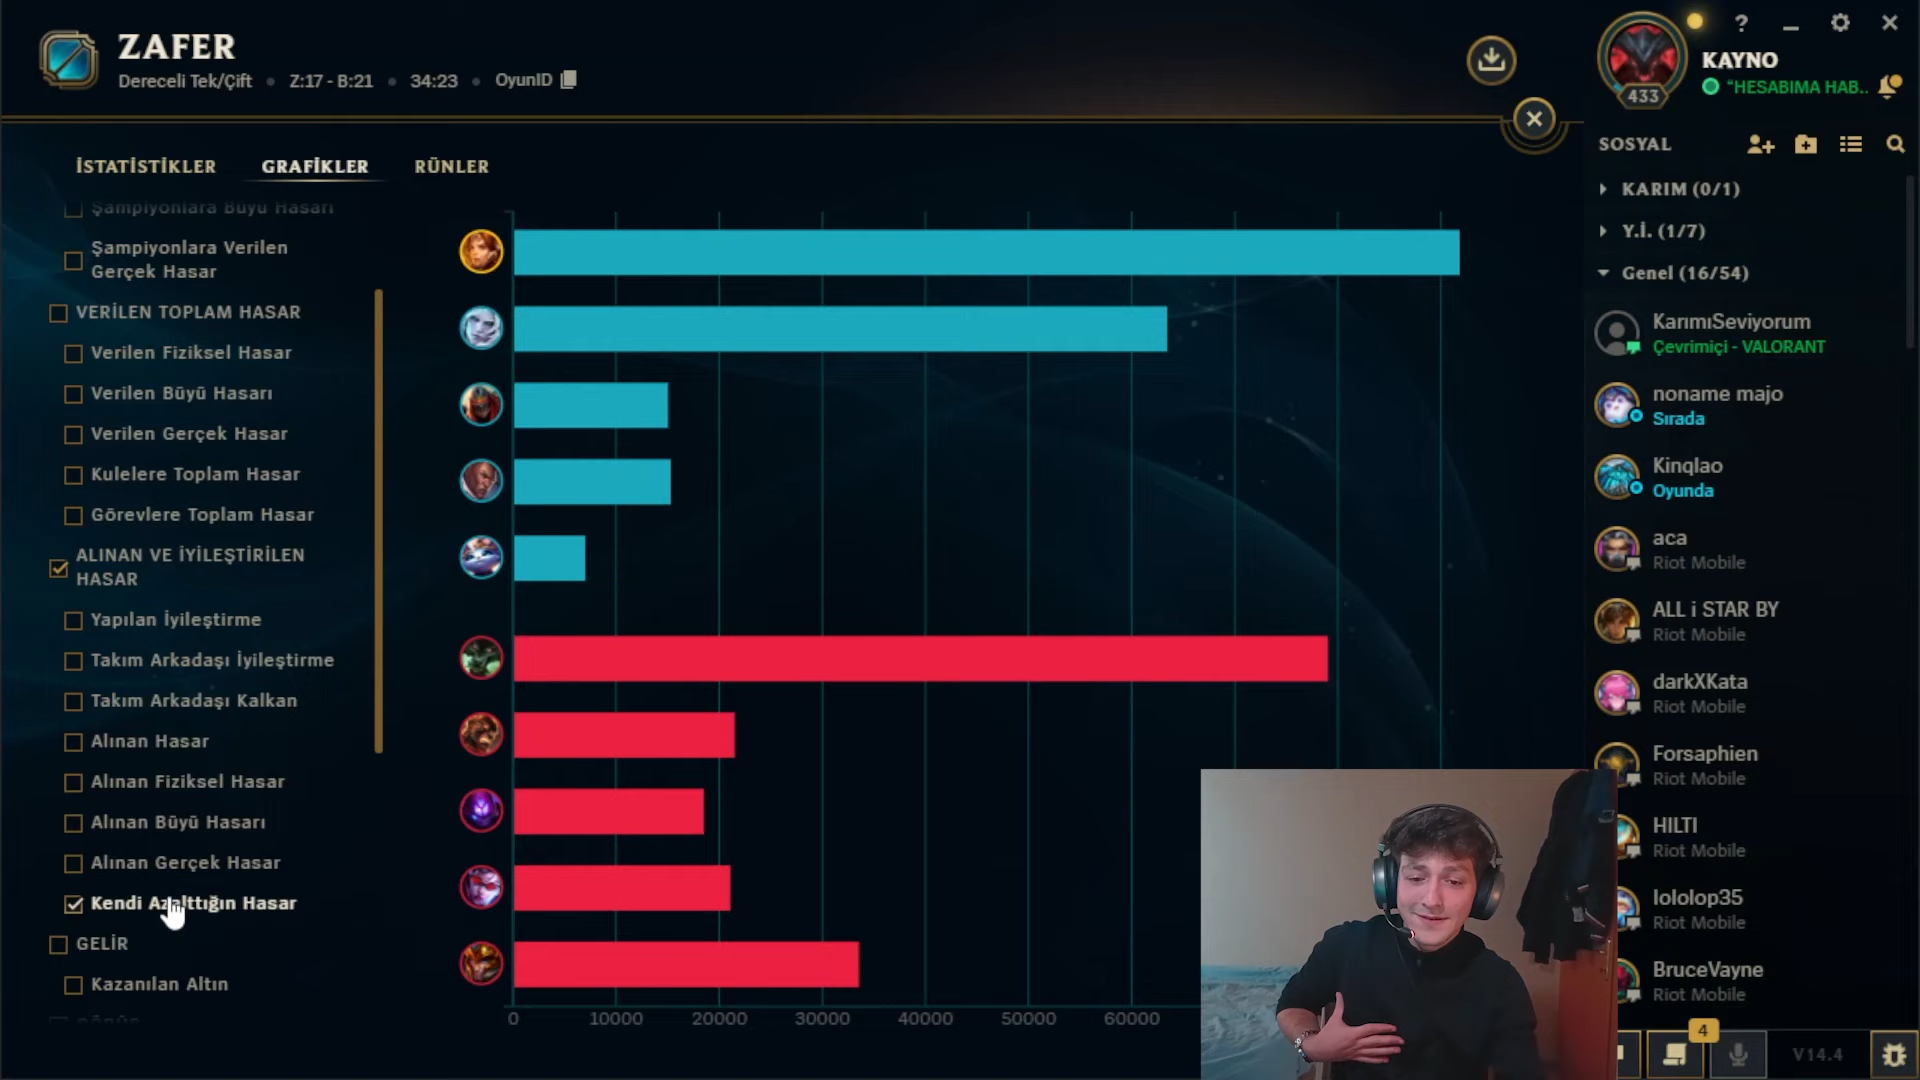 ZAFER
Dereceli Tek/Çift • Z:17 - B:21 • 34:23 • OyunID
?
433
KAYNO
"HESABIMA HAB..
İSTATİSTİKLER
GRAFİKLER
RÜNLER
SOSYAL
KARIM (0/1)
Y.İ. (1/7)
Genel (16/54)
Şampiyonlara Büyü Hasarı
Şampiyonlara Verilen
Gerçek Hasar
VERİLEN TOPLAM HASAR
Verilen Fiziksel Hasar
Verilen Büyü Hasarı
Verilen Gerçek Hasar
Kulelere Toplam Hasar
Görevlere Toplam Hasar
ALINAN VE İYİLEŞTİRİLEN
HASAR
Yapılan İyileştirme
Takım Arkadaşı İyileştirme
Takım Arkadaşı Kalkan
Alınan Hasar
Alınan Fiziksel Hasar
Alınan Büyü Hasarı
Alınan Gerçek Hasar
Kendi Azalttığın Hasar
GELİR
Kazanılan Altın
0
10000
20000
30000
40000
50000
60000
KarımıSeviyorum
Çevrimiçi - VALORANT
noname majo
Sırada
Kinqlao
Oyunda
aca
Riot Mobile
ALL i STAR BY
Riot Mobile
darkXKata
Riot Mobile
Forsaphien
Riot Mobile
HILTI
Riot Mobile
lololop35
Riot Mobile
BruceVayne
Riot Mobile
4
V14.4